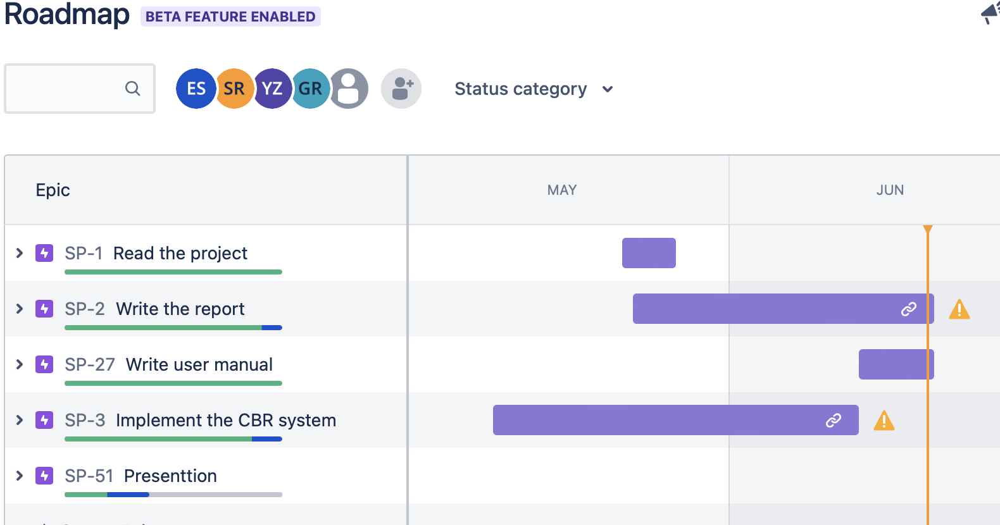 Roadmap BETA FEATURE ENABLED
ES SR YZ GR Status category
Epic MAY JUN
SP-1 Read the project
SP-2 Write the report
SP-27 Write user manual
SP-3 Implement the CBR system
SP-51 Presenttion